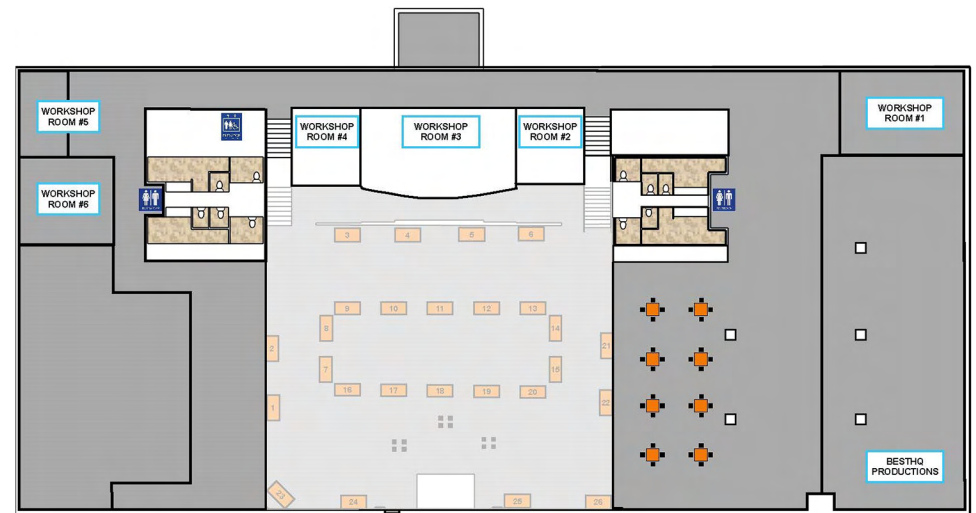 WORKSHOP
ROOM #5
WORKSHOP
ROOM #4
WORKSHOP
ROOM #3
WORKSHOP
ROOM #2
WORKSHOP
ROOM #1
WORKSHOP
ROOM #6
3
4
5
6
9
10
11
12
13
8
14
2
21
7
15
16
17
18
19
20
1
22
23
24
25
26
BESTHQ
PRODUCTIONS